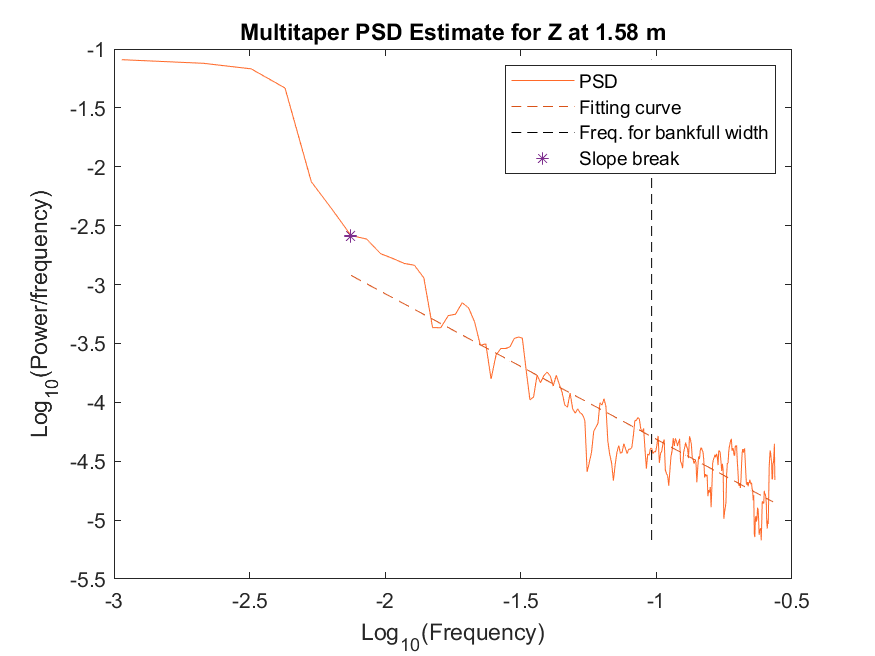 Multitaper PSD Estimate for Z at 1.58 m
-1
-1.5
-2
-2.5
-3
-3.5
-4
-4.5
-5
-5.5
Log10(Power/frequency)
PSD
Fitting curve
Freq. for bankfull width
Slope break
-3
-2.5
-2
-1.5
-1
-0.5
Log10(Frequency)